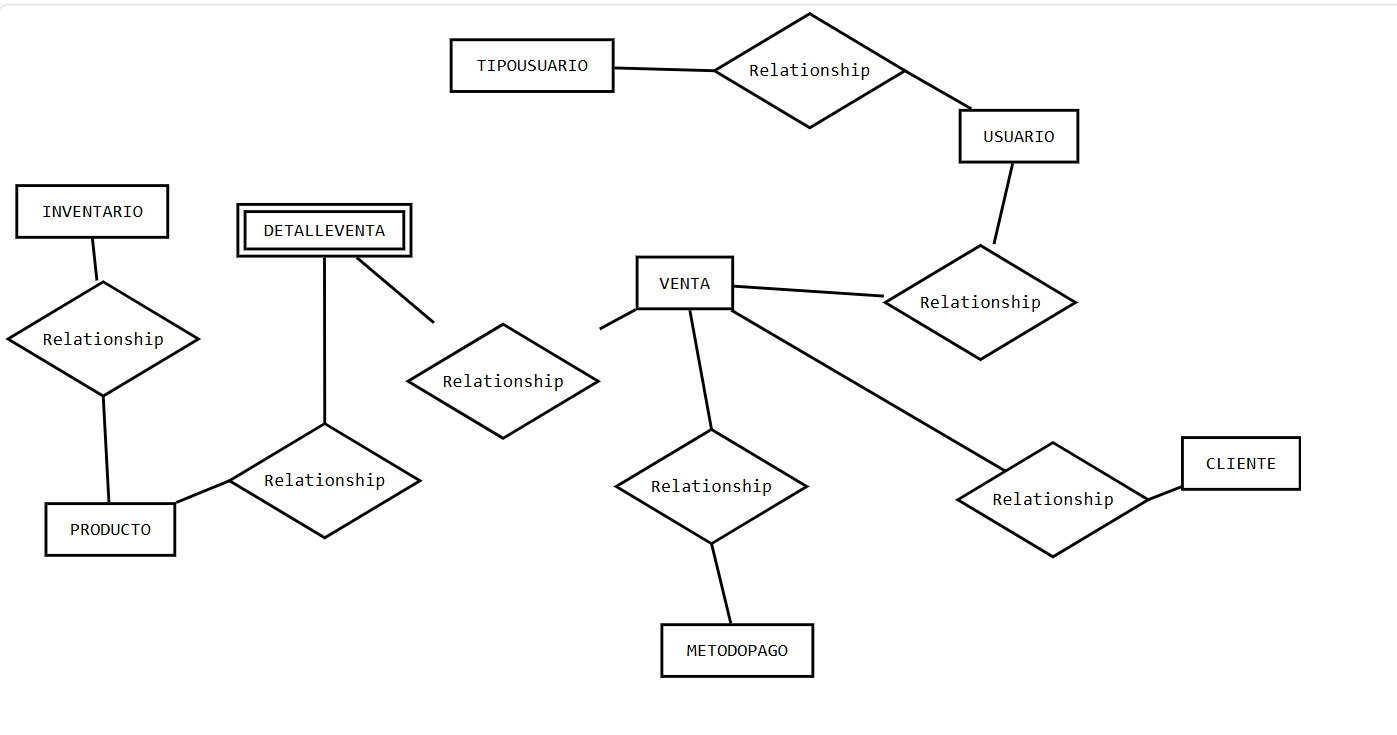 TIPOUSUARIO
Relationship
USUARIO
INVENTARIO
DETALLEVENTA
VENTA
Relationship
Relationship
Relationship
CLIENTE
Relationship
Relationship
Relationship
PRODUCTO
METODOPAGO